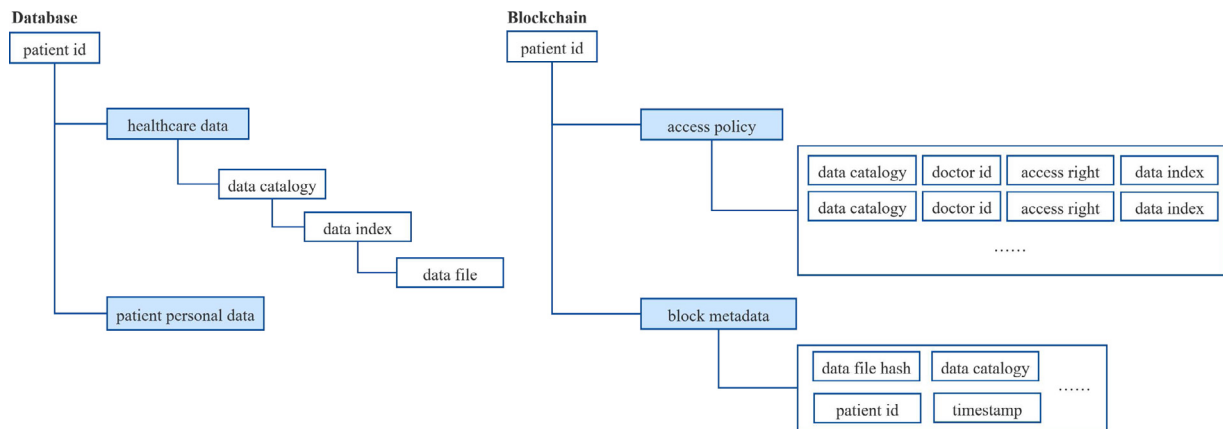 Database
patient id
healthcare data
data catalogy
data index
data file
patient personal data
Blockchain
patient id
access policy
data catalogy doctor id access right data index
data catalogy doctor id access right data index
......
block metadata
data file hash data catalogy ......
patient id timestamp